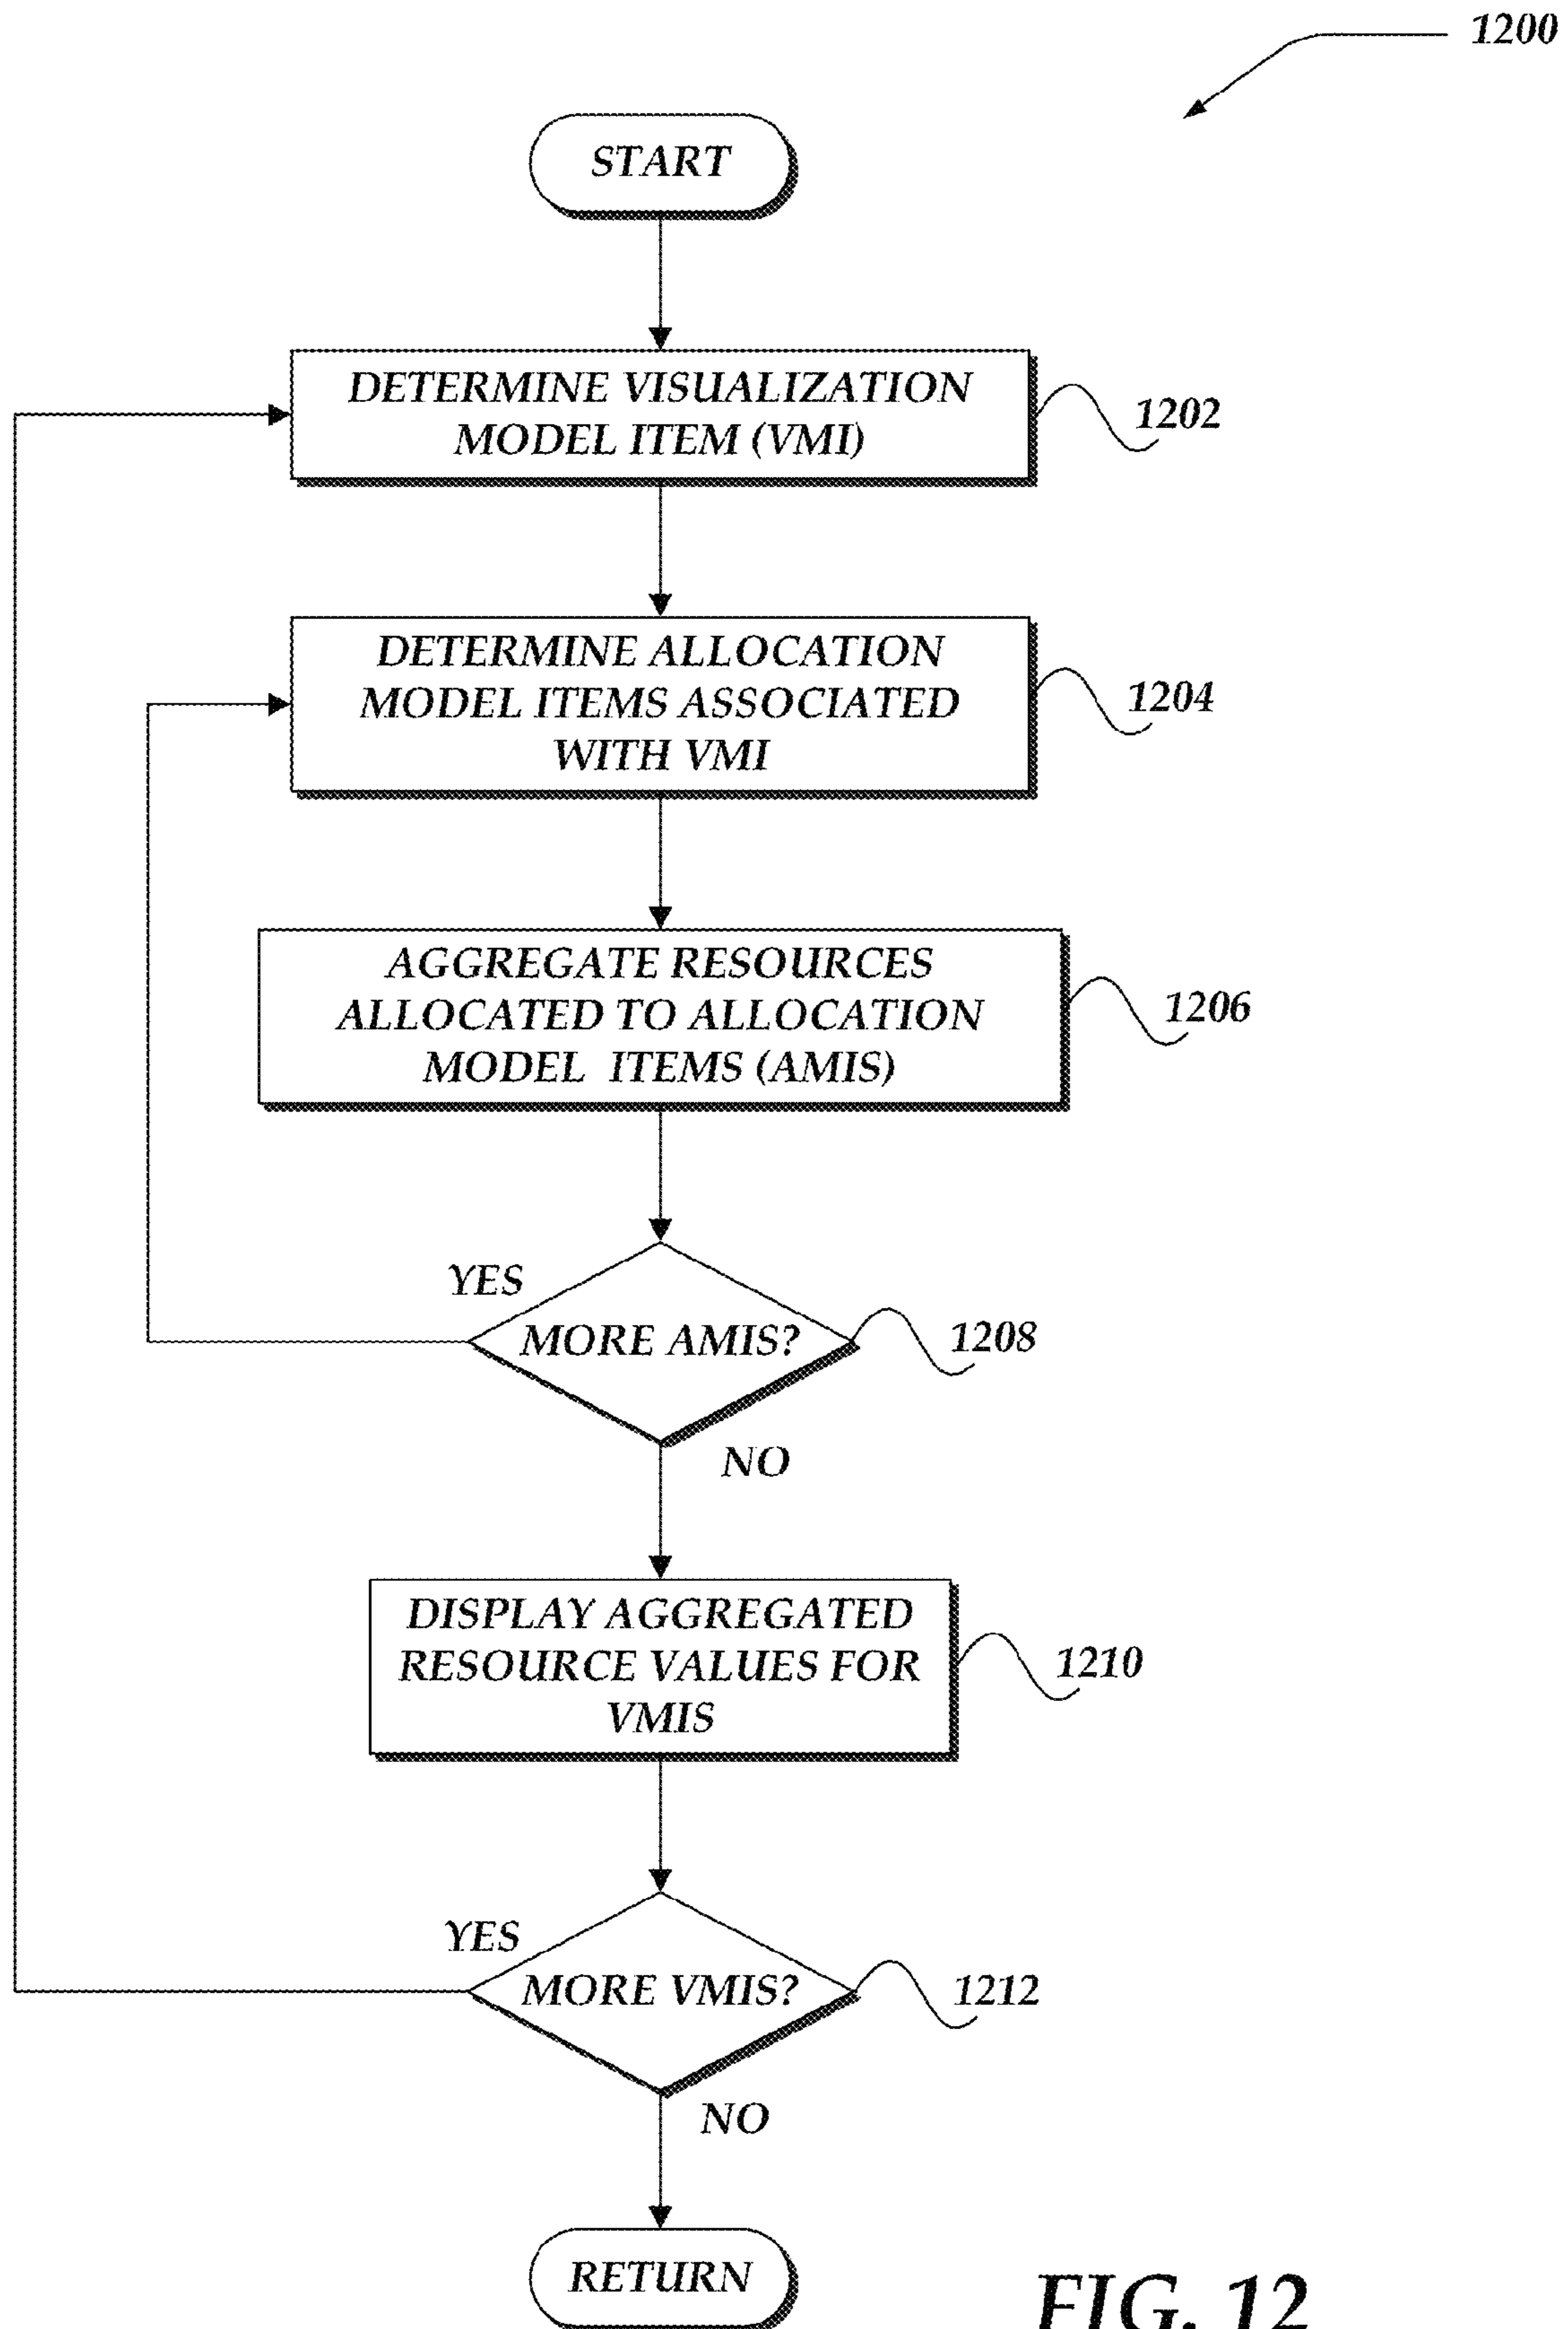 1200
START
DETERMINE VISUALIZATION
MODEL ITEM (VMI)
1202
DETERMINE ALLOCATION
MODEL ITEMS ASSOCIATED
WITH VMI
1204
AGGREGATE RESOURCES
ALLOCATED TO ALLOCATION
MODEL ITEMS (AMIS)
1206
YES
MORE AMIS?
1208
NO
DISPLAY AGGREGATED
RESOURCE VALUES FOR
VMIS
1210
YES
MORE VMIS?
1212
NO
RETURN
FIG. 12